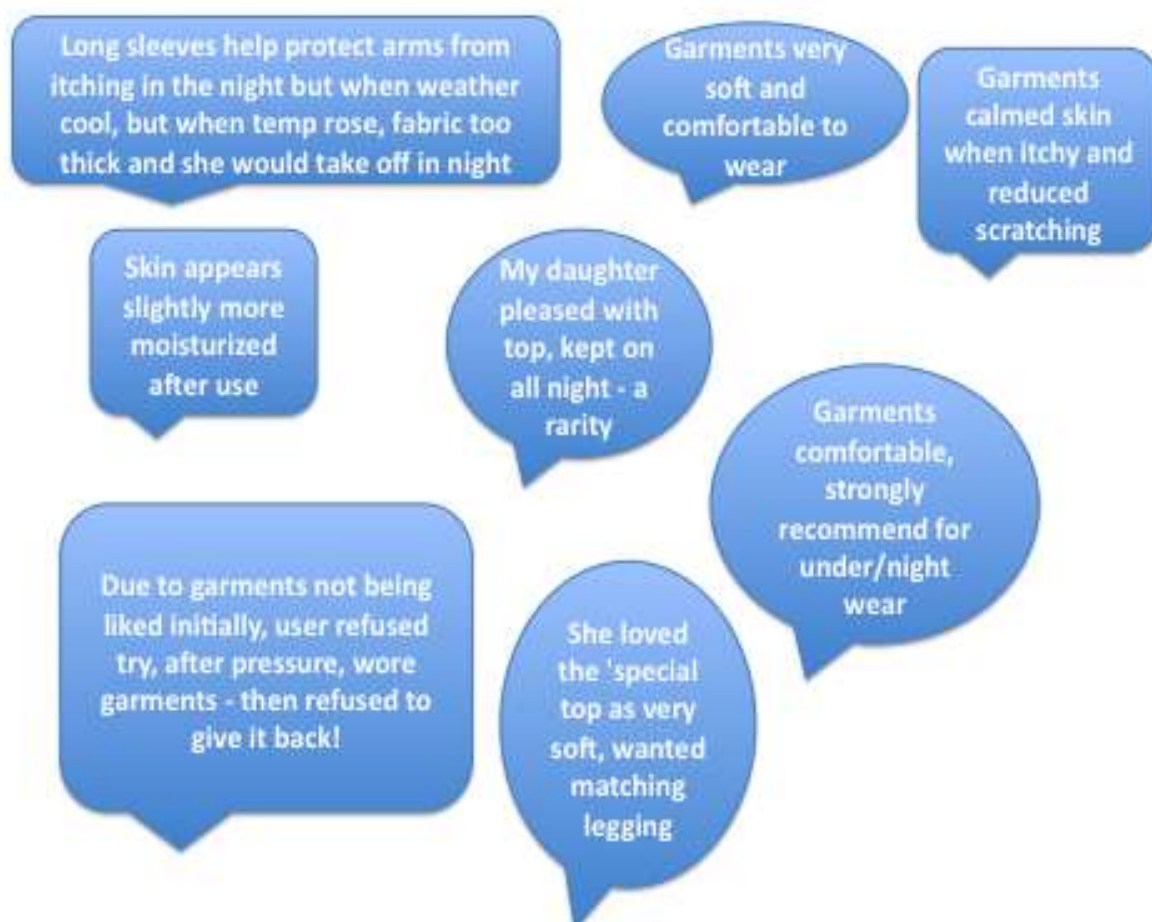 Long sleeves help protect arms from
itching in the night but when weather
cool, but when temp rose, fabric too
thick and she would take off in night
Garments very
soft and
comfortable to
wear
Garments
calmed skin
when itchy and
reduced
scratching
Skin appears
slightly more
moisturized
after use
My daughter
pleased with
top, kept on
all night - a
rarity
Garments
comfortable,
strongly
recommend for
under/night
wear
Due to garments not being
liked initially, user refused
try, after pressure, wore
garments - then refused to
give it back!
She loved
the 'special
top as very
soft, wanted
matching
legging